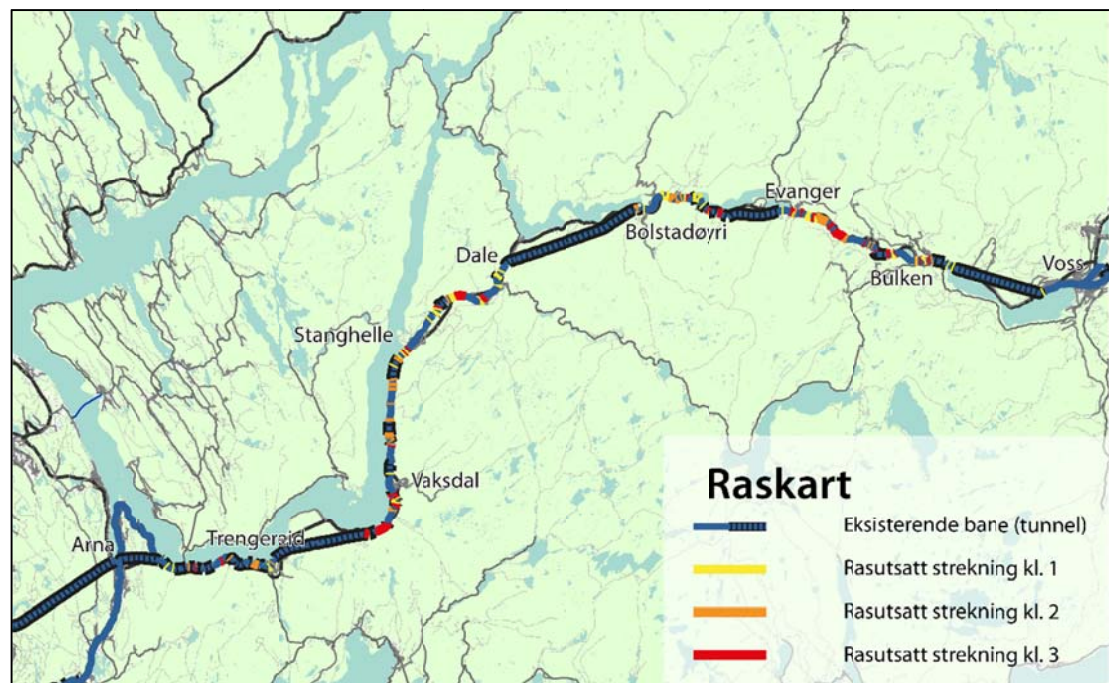 Evanger
Bolstadøyri
Dale
Bulken
Voss
Stanghelle
Vaksdal
Trengeraid
Arna
Raskart
Eksisterende bane (tunnel)
Rasutsatt strekning kl. 1
Rasutsatt strekning kl. 2
Rasutsatt strekning kl. 3